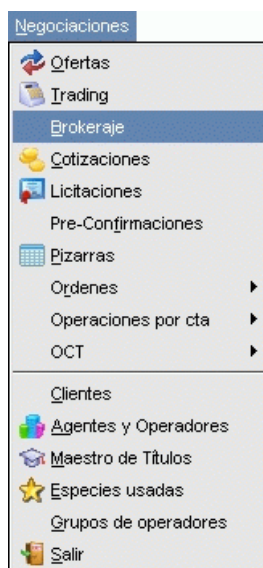 Negociaciones
Ofertas
Trading
Brokeraje
Cotizaciones
Licitaciones
Pre-Confirmaciones
Pizarras
Ordenes
Operaciones por cta
OCT
Clientes
Agentes y Operadores
Maestro de Títulos
Especies usadas
Grupos de operadores
Salir